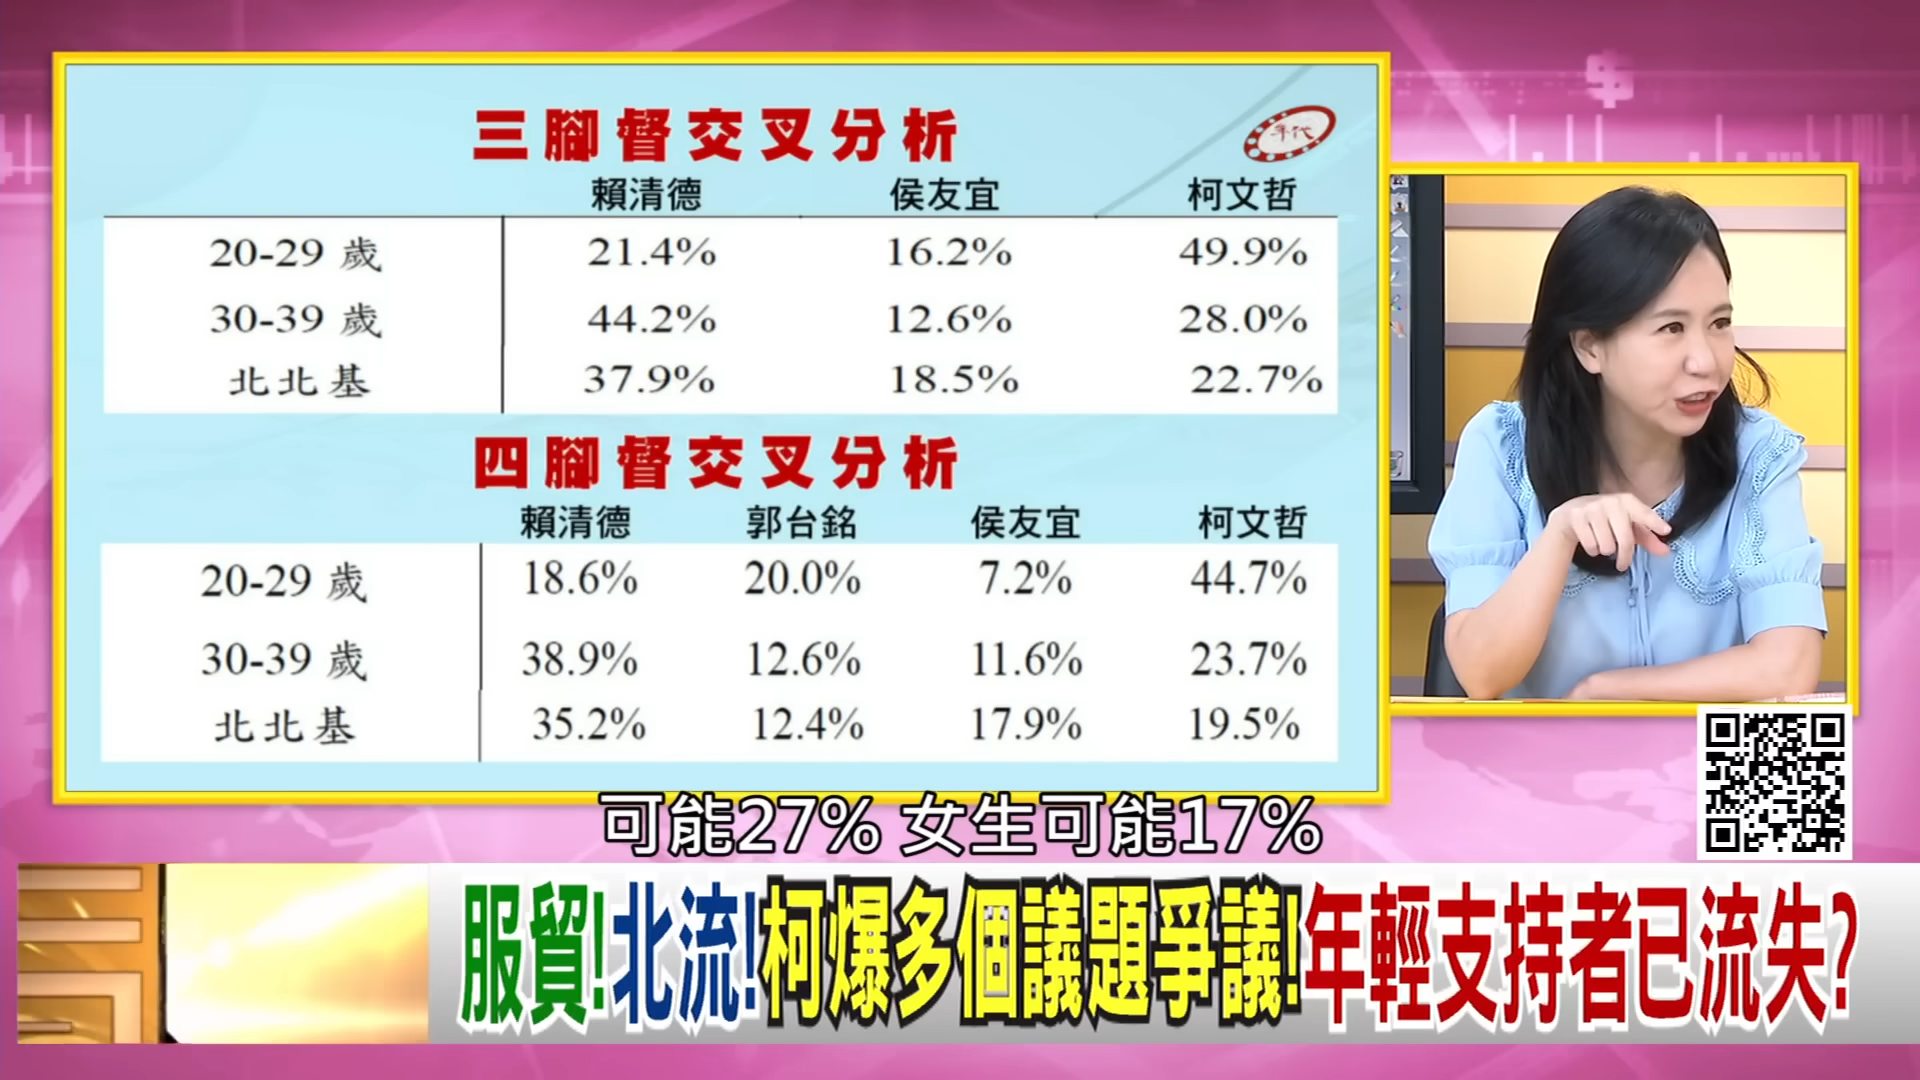 三腳督交叉分析
年代
賴清德 侯友宜 柯文哲
20-29 歲 21.4% 16.2% 49.9%
30-39 歲 44.2% 12.6% 28.0%
北北基 37.9% 18.5% 22.7%
四腳督交叉分析
賴清德 郭台銘 侯友宜 柯文哲
20-29 歲 18.6% 20.0% 7.2% 44.7%
30-39 歲 38.9% 12.6% 11.6% 23.7%
北北基 35.2% 12.4% 17.9% 19.5%
可能27% 女生可能17%
服貿!北流!柯爆多個議題爭議!年輕支持者已流失?